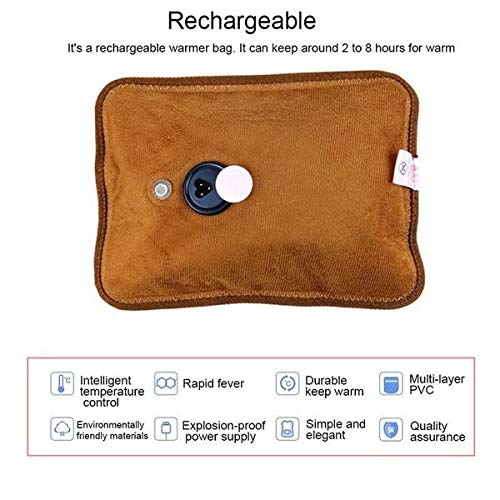 Rechargeable
It's a rechargeable warmer bag. It can keep around 2 to 8 hours for warm
Intelligent
temperature
control
Rapid fever
Durable
keep warm
Multi-layer
PVC
Environmentally
friendly materials
Explosion-proof
power supply
Simple and
elegant
Quality
assurance